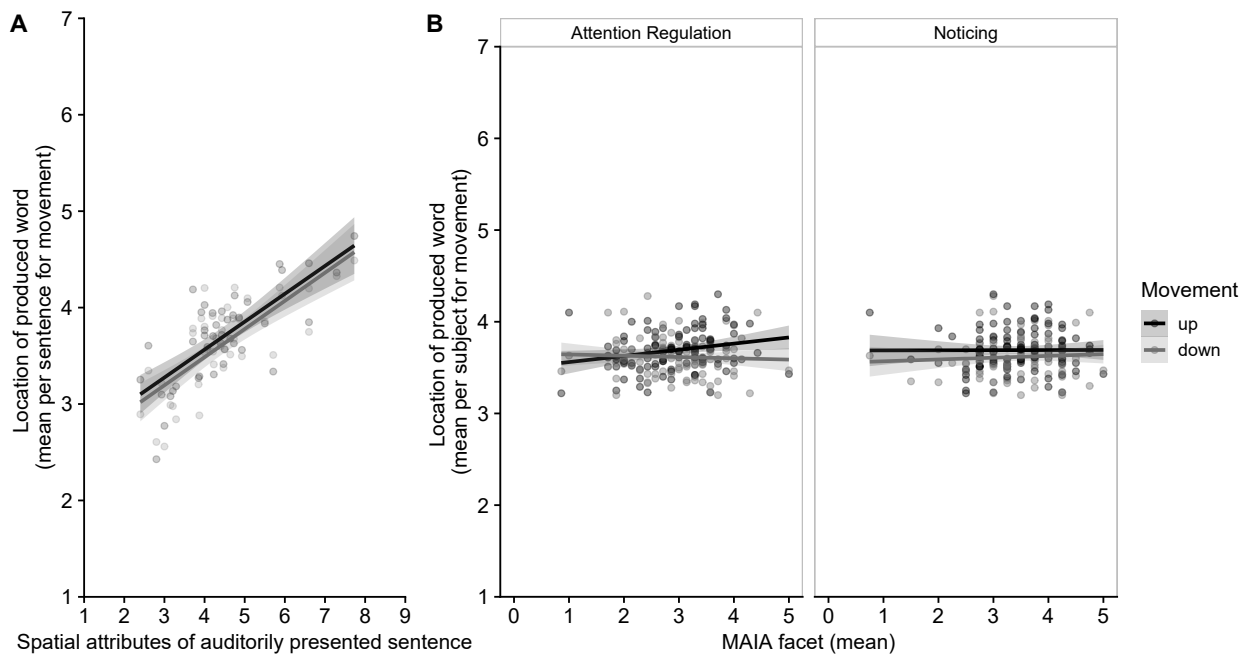 A
Location of produced word
(mean per sentence for movement)
7
6
5
4
3
2
1
1 2 3 4 5 6 7 8 9
Spatial attributes of auditorily presented sentence
B
Attention Regulation
Noticing
Location of produced word
(mean per subject for movement)
7
6
5
4
3
2
1
0 1 2 3 4 5
0 1 2 3 4 5
MAIA facet (mean)
Movement
up
down